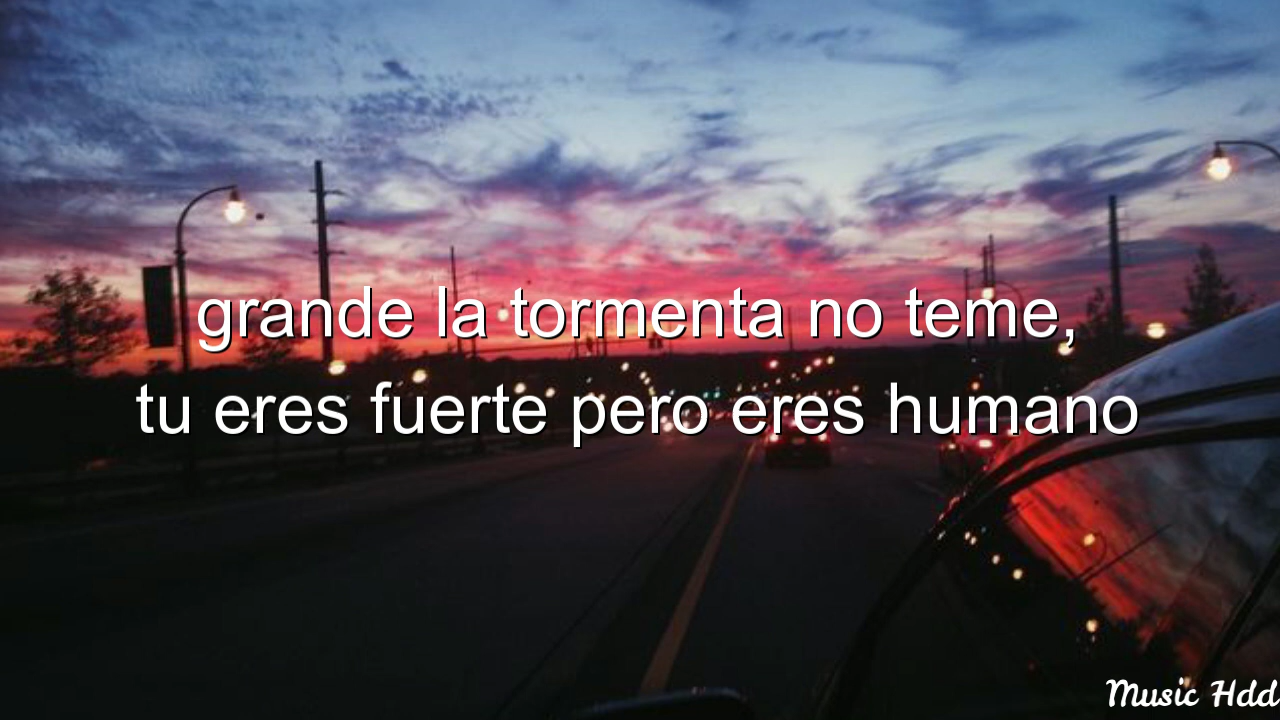 grande la tormenta no teme,
tu eres fuerte pero eres humano
Music Hdd